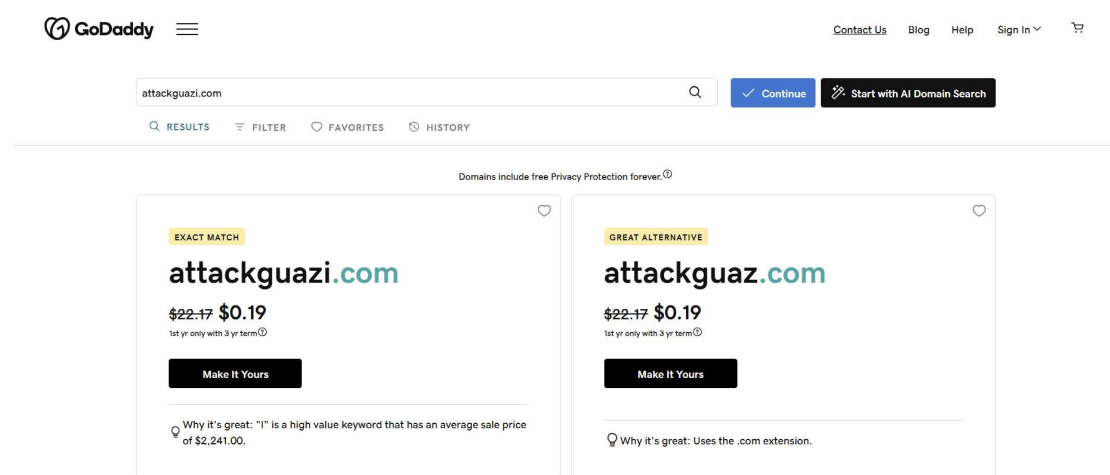 GoDaddy
Contact Us Blog Help Sign In
attackguazi.com Continue Start with AI Domain Search
RESULTS FILTER FAVORITES HISTORY
Domains include free Privacy Protection forever.
EXACT MATCH
attackguazi.com
$22.17 $0.19
1st yr only with 3 yr term
Make It Yours
Why it's great: "I" is a high value keyword that has an average sale price
of $2,241.00.
GREAT ALTERNATIVE
attackguaz.com
$22.17 $0.19
1st yr only with 3 yr term
Make It Yours
Why it's great: Uses the .com extension.